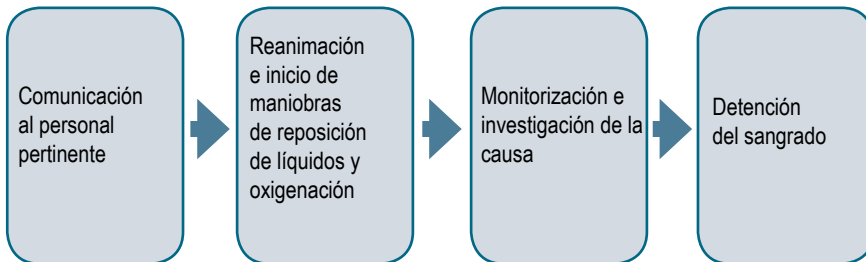 Comunicación
al personal
pertinente
Reanimación
e inicio de
maniobras
de reposición
de líquidos y
oxigenación
Monitorización e
investigación de la
causa
Detención
del sangrado